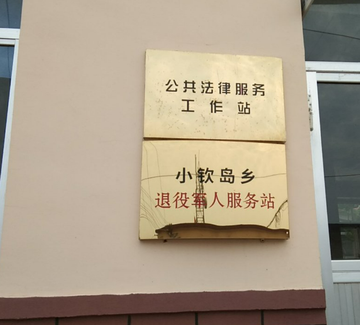 公共法律服务
工作站
小钦岛乡
退役军人服务站